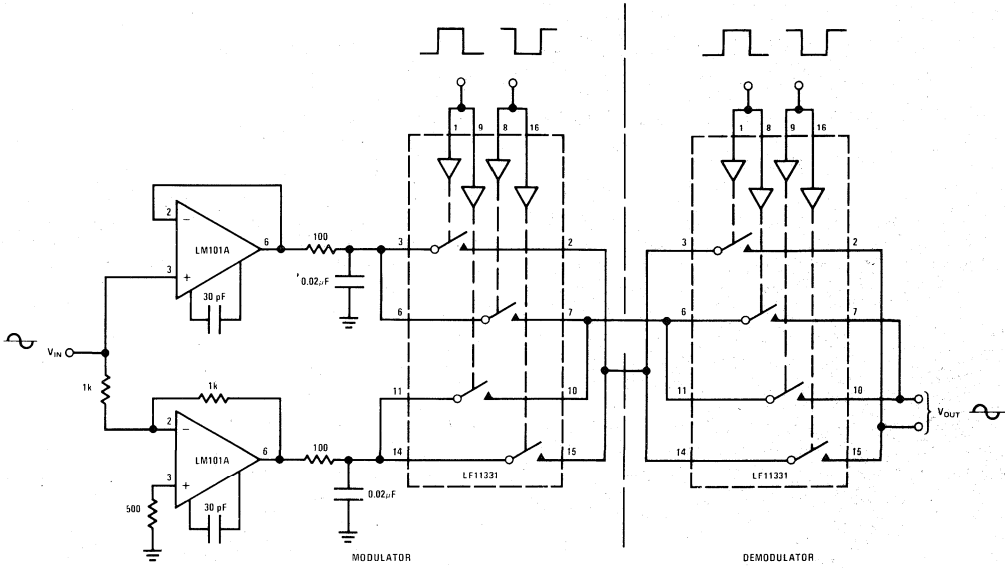 1 9 8 16
1 8 9 16
2
LM101A
6
100
3
2
3
2
3
30 pF
0.02μF
6
7
6
7
VIN
1k
1k
11
10
11
10
VOUT
2
LM101A
6
100
14
15
14
15
3
LF11331
LF11331
500
30 pF
0.02μF
MODULATOR
DEMODULATOR